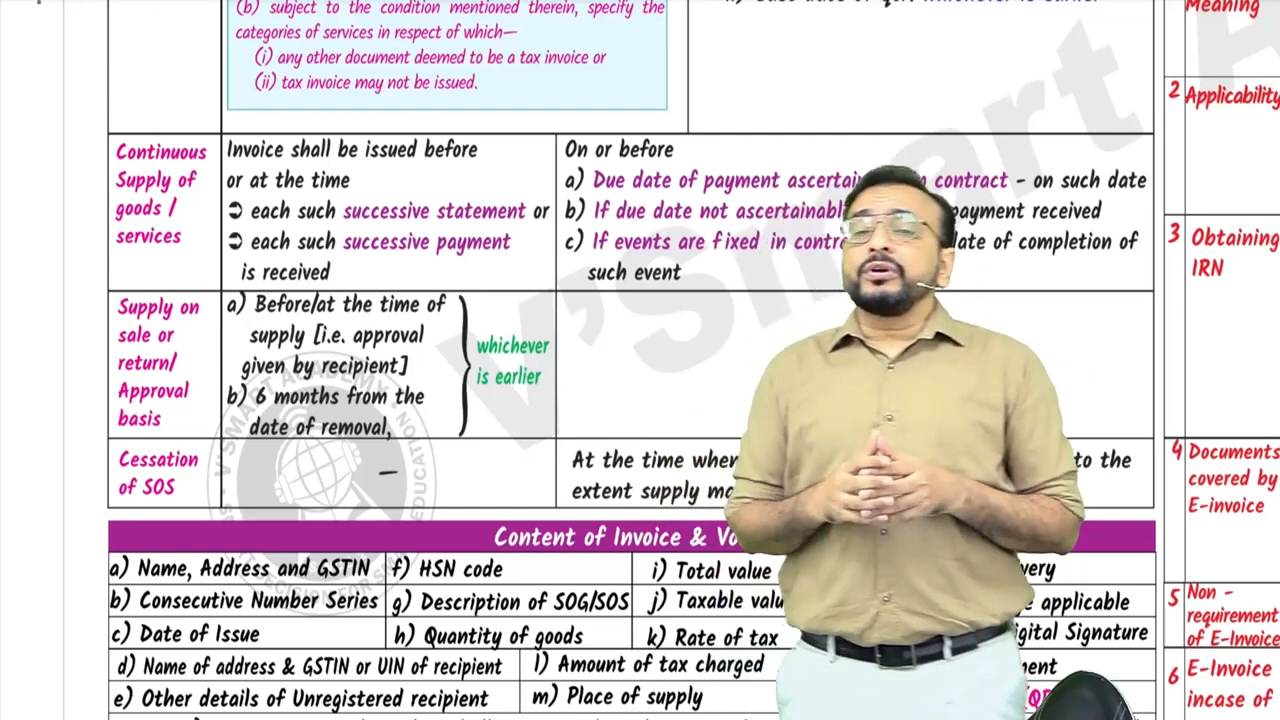 (b) subject to the condition mentioned therein, specify the
categories of services in respect of which—
(i) any other document deemed to be a tax invoice or
(ii) tax invoice may not be issued.
Continuous
Supply of
goods /
services
Invoice shall be issued before
or at the time
➲ each such successive statement or
➲ each such successive payment
is received
On or before
a) Due date of payment contract - on such date
b) If due date not payment received
c) If events are fixed in date of completion of
such event
Supply on
sale or
return/
Approval
basis
a) Before/at the time of
supply [i.e. approval
given by recipient]
b) 6 months from the
date of removal,
whichever
is earlier
Cessation
of SOS
—
At the time to the
extent supply
Content of Invoice &
a) Name, Address and GSTIN
f) HSN code
i) Total value
b) Consecutive Number Series
g) Description of SOG/SOS
j) Taxable
applicable
c) Date of Issue
h) Quantity of goods
k) Rate of tax
Signature
d) Name of address & GSTIN or UIN of recipient
l) Amount of tax charged
e) Other details of Unregistered recipient
m) Place of supply
Meaning
2 Applicability
3 Obtaining
IRN
4 Documents
covered by
E-invoice
5 Non -
requirement
of E-Invoice
6 E-Invoice
incase of
V'Smart
V'SMART ACADEMY